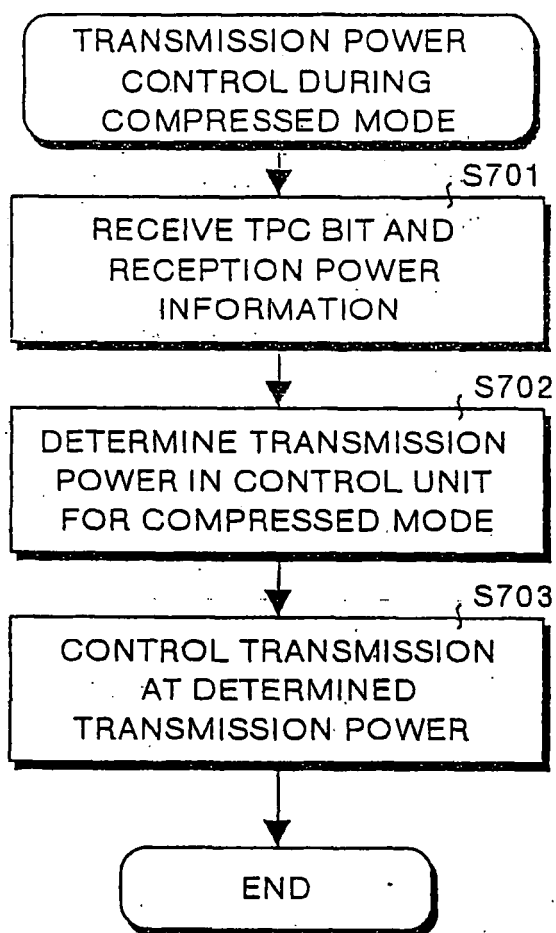 TRANSMISSION POWER
CONTROL DURING
COMPRESSED MODE
S701
RECEIVE TPC BIT AND
RECEPTION POWER
INFORMATION
S702
DETERMINE TRANSMISSION
POWER IN CONTROL UNIT
FOR COMPRESSED MODE
S703
CONTROL TRANSMISSION
AT DETERMINED
TRANSMISSION POWER
END